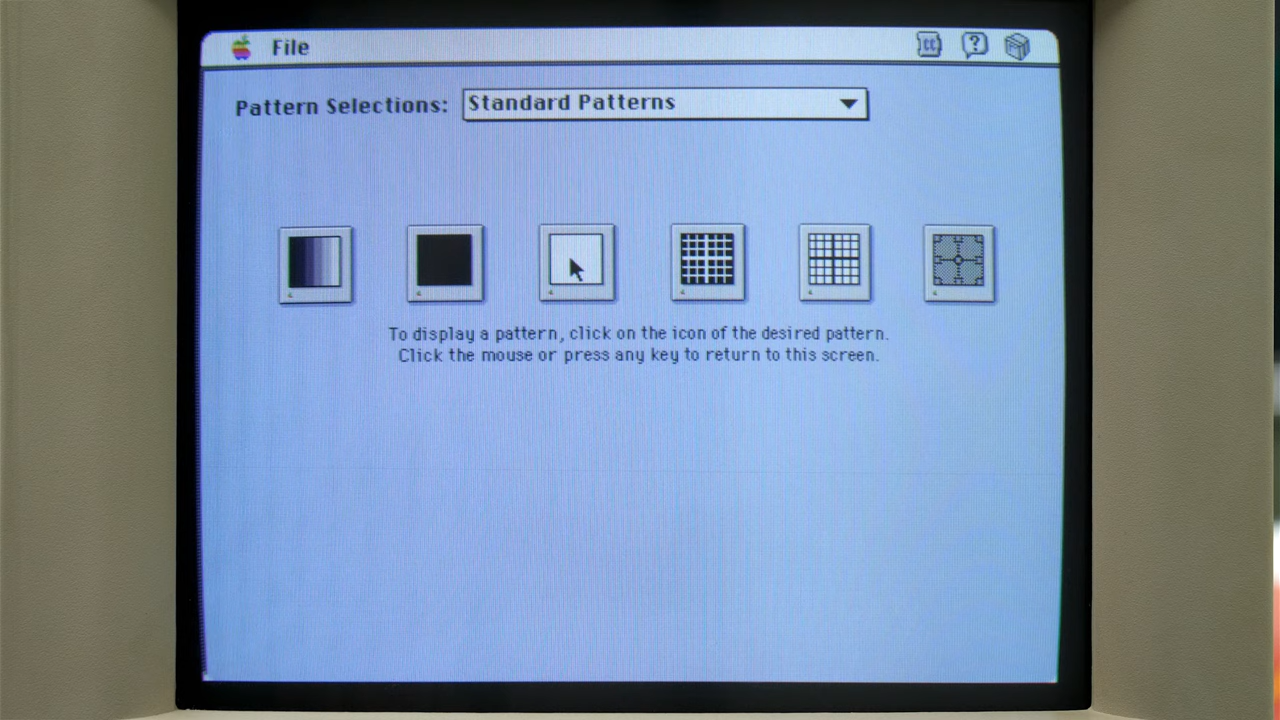 File
Pattern Selections: Standard Patterns
To display a pattern, click on the icon of the desired pattern.
Click the mouse or press any key to return to this screen.